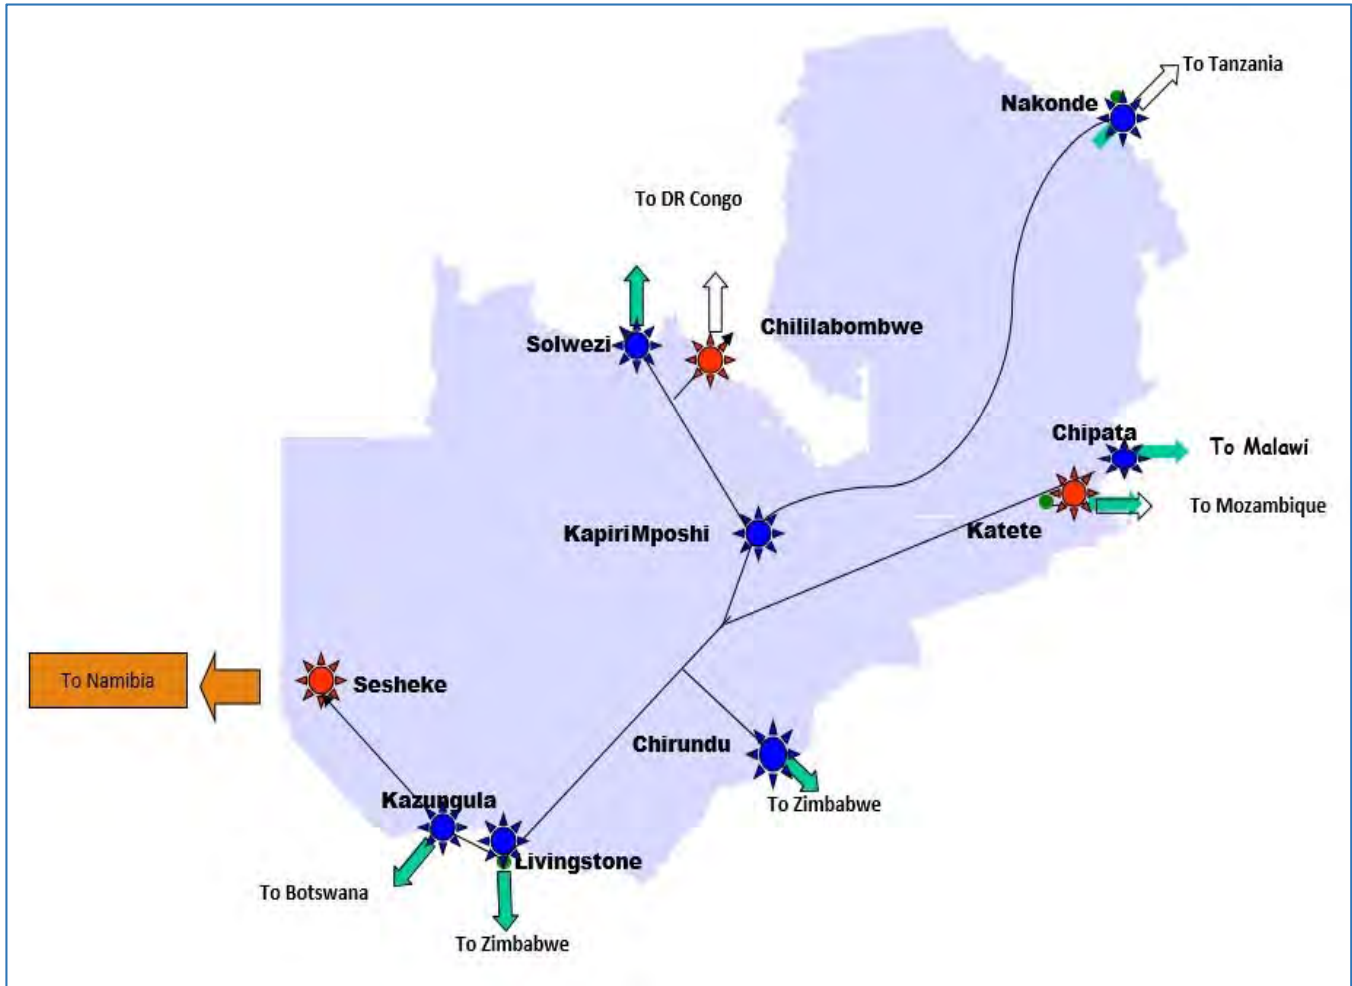 To Tanzania
Nakonde
To DR Congo
Chililabombwe
Solwezi
Chipata
To Malawi
To Mozambique
Katete
KapiriMposhi
To Namibia
Sesheke
Chirundu
Kazungula
To Zimbabwe
Livingstone
To Botswana
To Zimbabwe